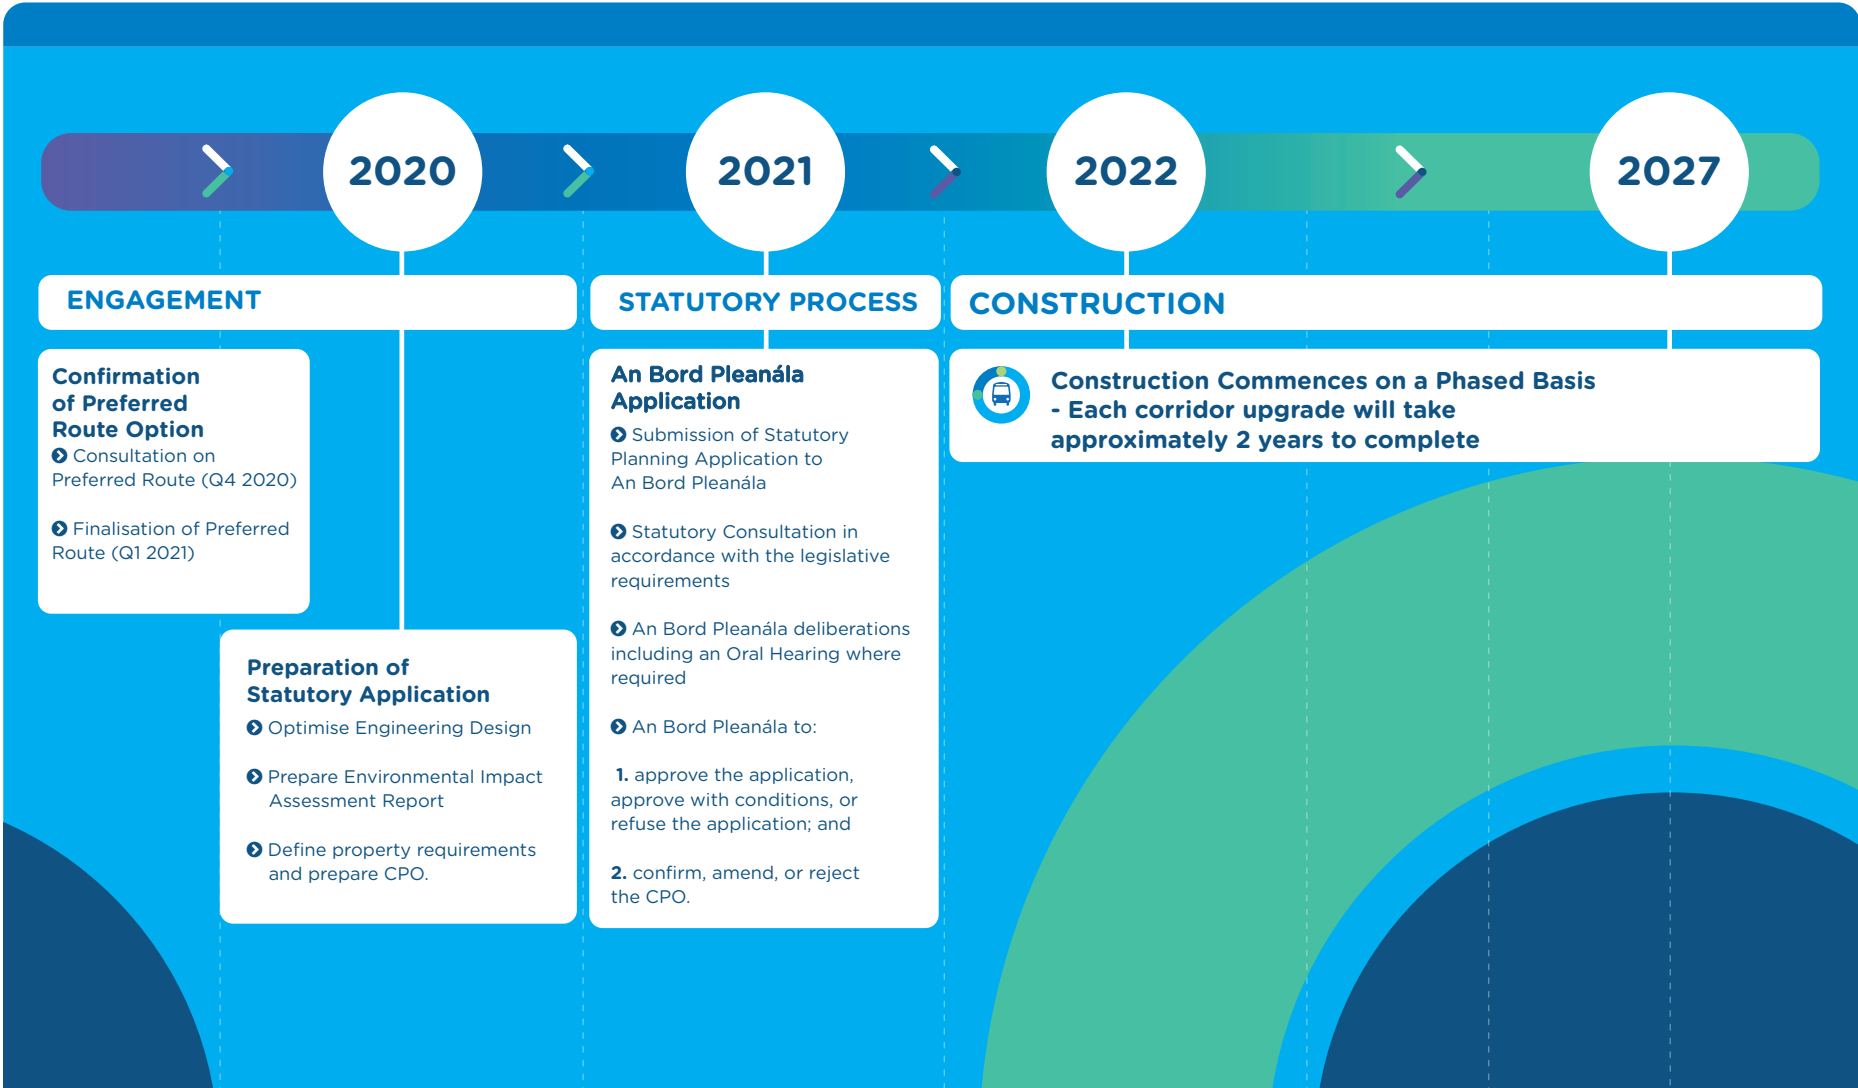 2020
2021
2022
2027
ENGAGEMENT
STATUTORY PROCESS
CONSTRUCTION
Confirmation
of Preferred
Route Option
Consultation on
Preferred Route (Q4 2020)
Finalisation of Preferred
Route (Q1 2021)
Preparation of
Statutory Application
Optimise Engineering Design
Prepare Environmental Impact
Assessment Report
Define property requirements
and prepare CPO.
An Bord Pleanála
Application
Submission of Statutory
Planning Application to
An Bord Pleanála
Statutory Consultation in
accordance with the legislative
requirements
An Bord Pleanála deliberations
including an Oral Hearing where
required
An Bord Pleanála to:
1. approve the application,
approve with conditions, or
refuse the application; and
2. confirm, amend, or reject
the CPO.
Construction Commences on a Phased Basis
- Each corridor upgrade will take
approximately 2 years to complete